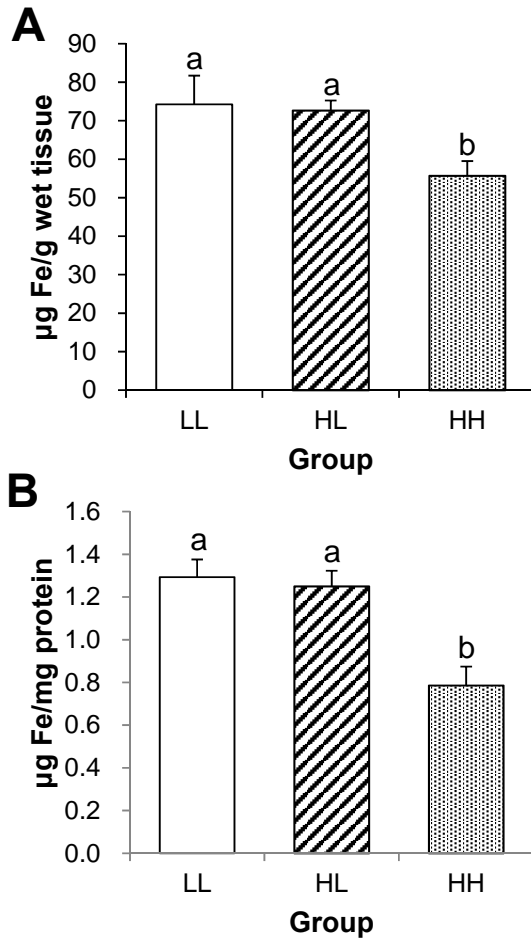 A
µg Fe/g wet tissue
90
80
70
60
50
40
30
20
10
0
a
a
b
LL
HL
HH
Group
B
µg Fe/mg protein
1.6
1.4
1.2
1.0
0.8
0.6
0.4
0.2
0.0
a
a
b
LL
HL
HH
Group